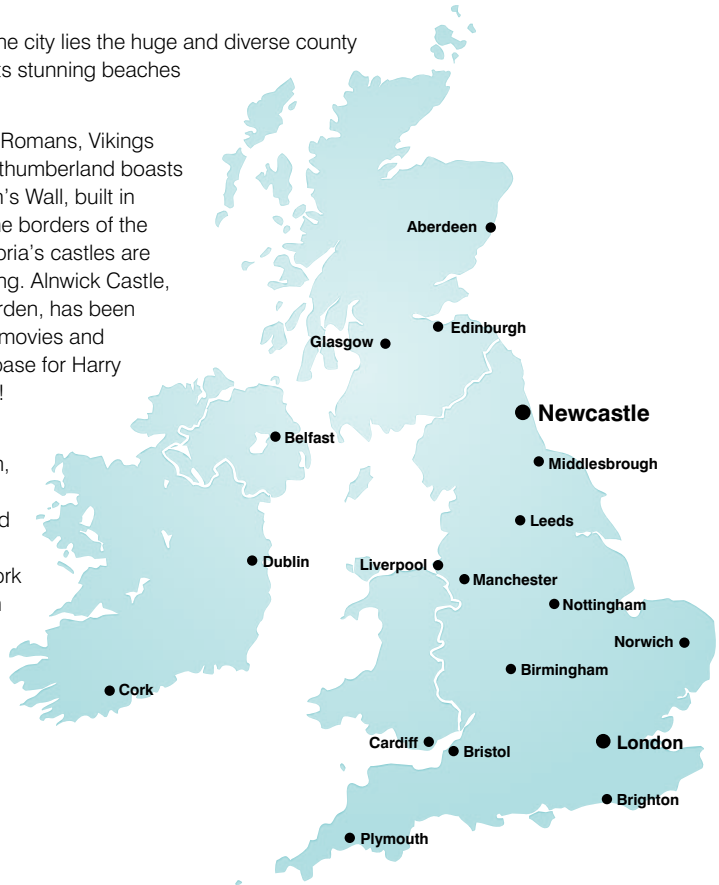 city lies the huge and diverse county
ts stunning beaches
Romans, Vikings
thumberland boasts
n's Wall, built in
borders of the
oria's castles are
ng. Alnwick Castle,
rden, has been
movies and
base for Harry
!
n,
d
ork
n
Aberdeen
Edinburgh
Glasgow
Newcastle
Belfast
Middlesbrough
Leeds
Dublin
Liverpool
Manchester
Nottingham
Norwich
Birmingham
Cork
Cardiff
Bristol
London
Brighton
Plymouth